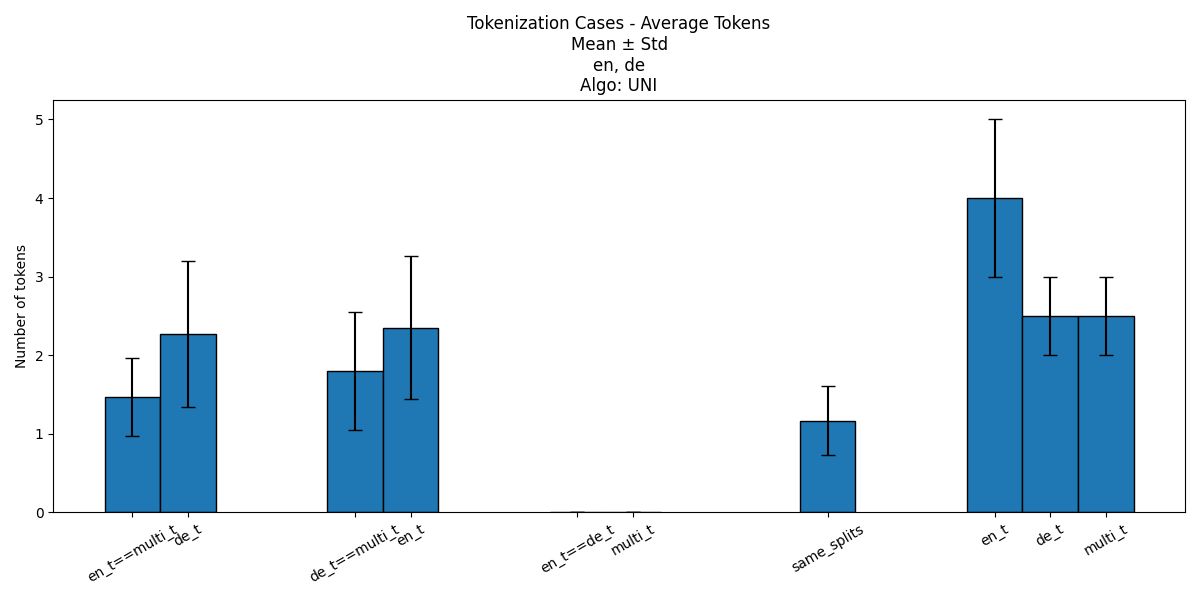 Tokenization Cases - Average Tokens
Mean ± Std
en, de
Algo: UNI
Number of tokens
5
4
3
2
1
0
en_t==multi_t
de_t
de_t==multi_t
en_t
en_t==de_t
multi_t
same_splits
en_t
de_t
multi_t